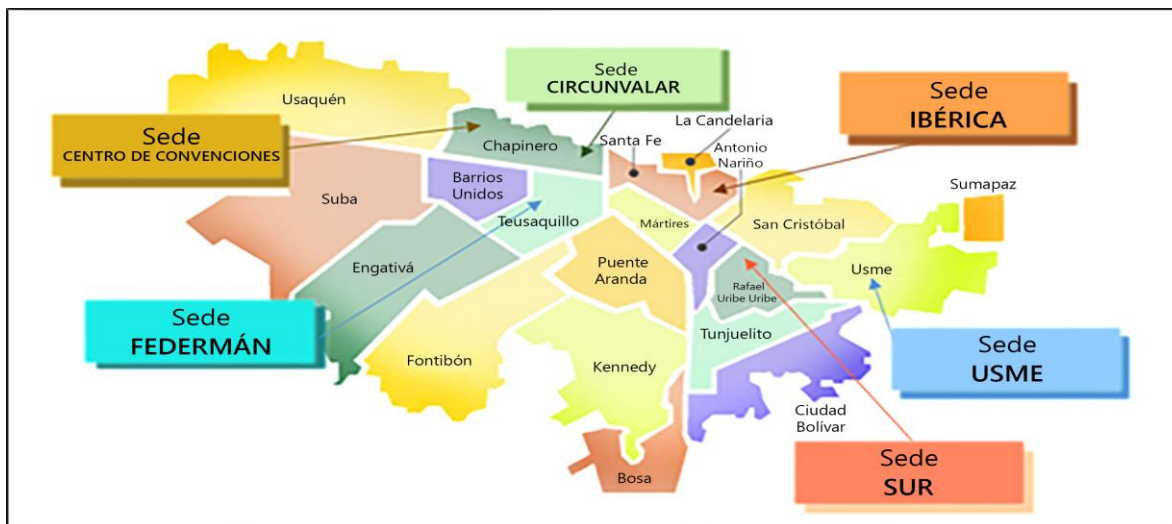 Usaquén
Sede
CENTRO DE CONVENCIONES
Sede
CIRCUNVALAR
Chapinero
Santa Fe
La Candelaria
Antonio
Nariño
Sede
IBÉRICA
Suba
Barrios
Unidos
Teusaquillo
Mártires
San Cristóbal
Sumapaz
Engativá
Puente
Aranda
Rafael
Uribe Uribe
Usme
Sede
FEDERMÁN
Fontibón
Kennedy
Tunjuelito
Sede
USME
Ciudad
Bolívar
Bosa
Sede
SUR